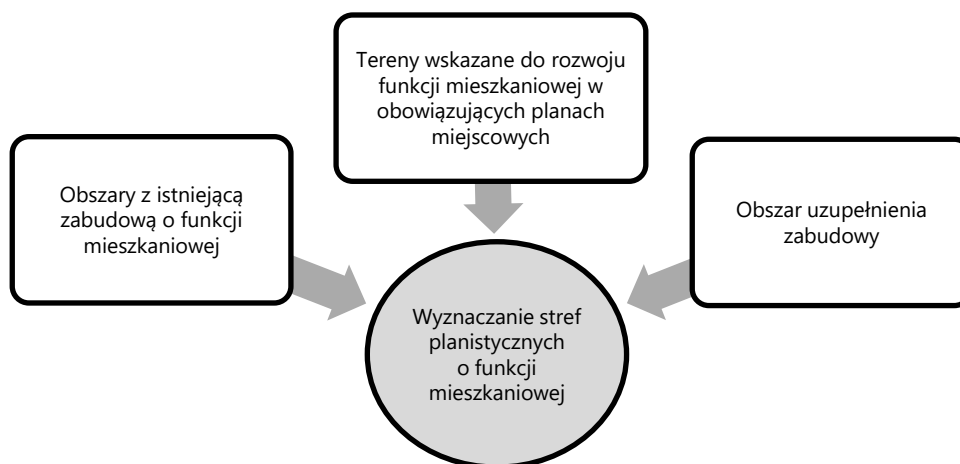 Tereny wskazane do rozwoju
funkcji mieszkaniowej w
obowiązujących planach
miejscowych
Obszary z istniejącą
zabudową o funkcji
mieszkaniowej
Obszar uzupełnienia
zabudowy
Wyznaczanie stref
planistycznych
o funkcji
mieszkaniowej